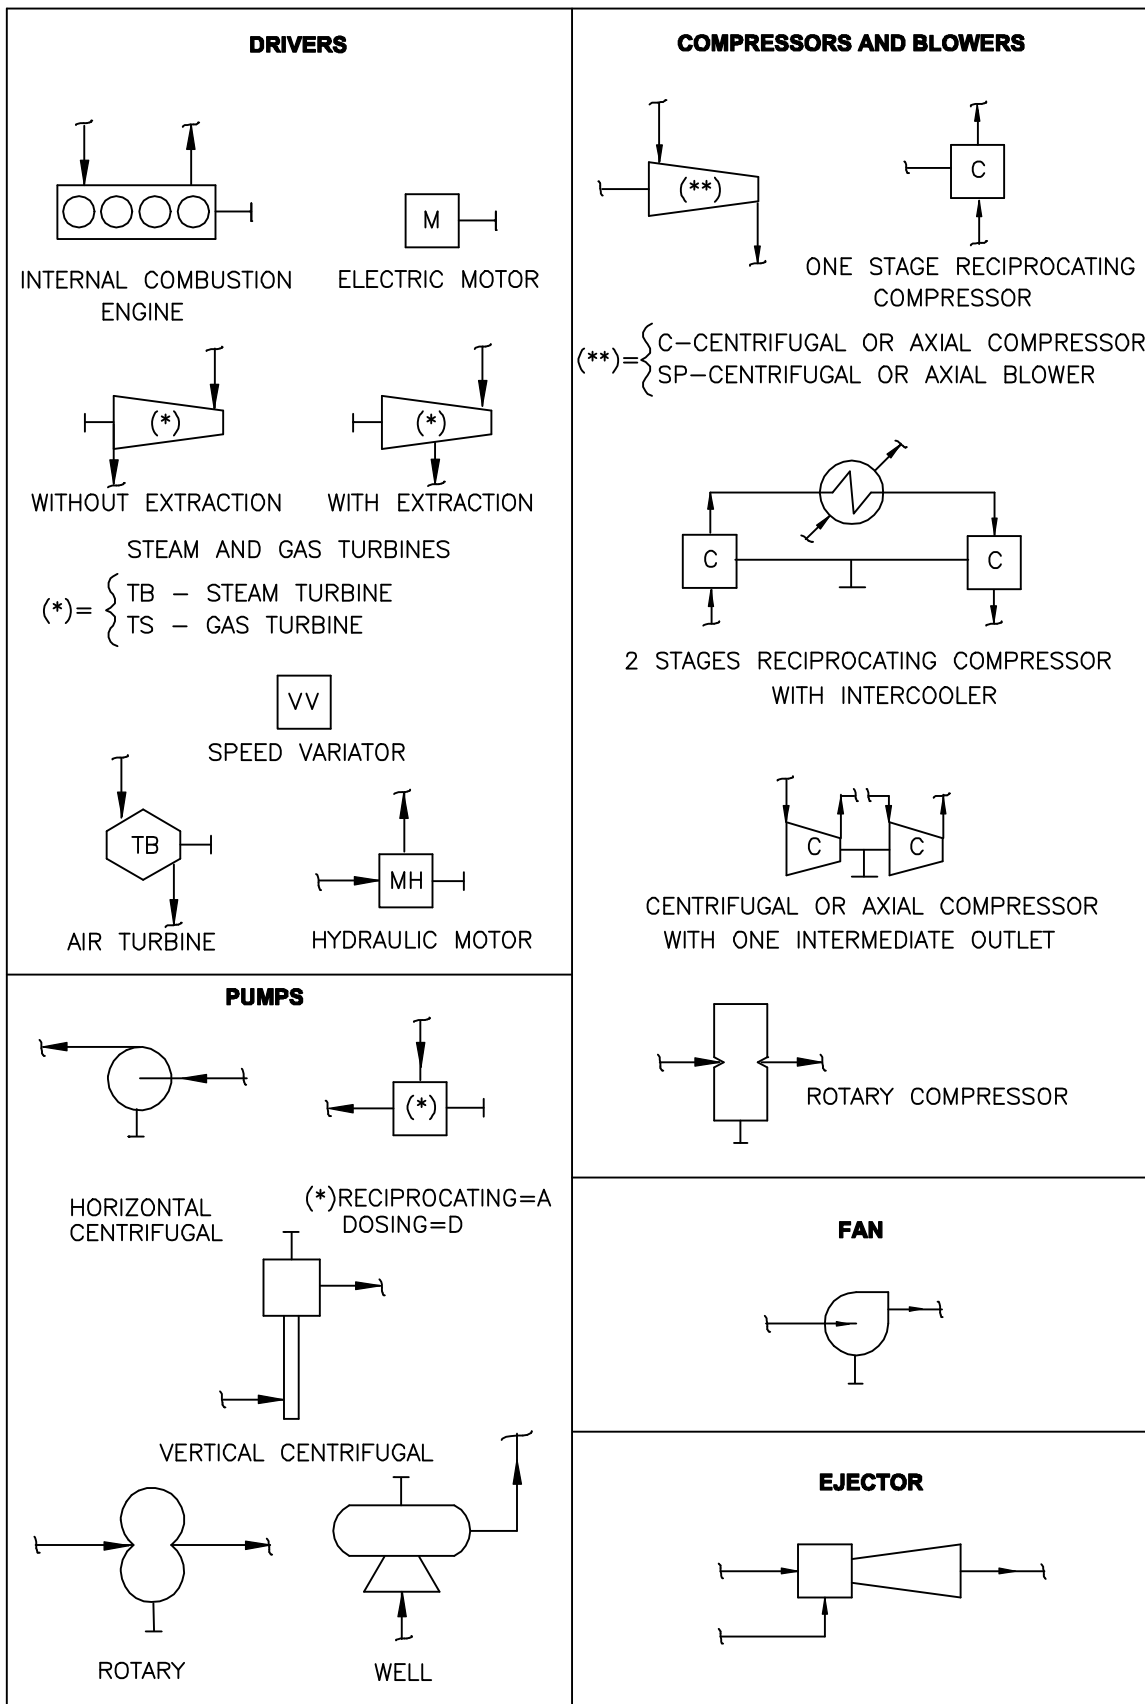 DRIVERS
INTERNAL COMBUSTION
ENGINE
M
ELECTRIC MOTOR
(*)
WITHOUT EXTRACTION
(*)
WITH EXTRACTION
STEAM AND GAS TURBINES
(*)=
TB – STEAM TURBINE
TS – GAS TURBINE
VV
SPEED VARIATOR
TB
AIR TURBINE
MH
HYDRAULIC MOTOR
PUMPS
HORIZONTAL
CENTRIFUGAL
(*)
(*)RECIPROCATING=A
DOSING=D
VERTICAL CENTRIFUGAL
ROTARY
WELL
COMPRESSORS AND BLOWERS
(**)
C
ONE STAGE RECIPROCATING
COMPRESSOR
(**)=
C–CENTRIFUGAL OR AXIAL COMPRESSOR
SP–CENTRIFUGAL OR AXIAL BLOWER
C
C
2 STAGES RECIPROCATING COMPRESSOR
WITH INTERCOOLER
C
C
CENTRIFUGAL OR AXIAL COMPRESSOR
WITH ONE INTERMEDIATE OUTLET
ROTARY COMPRESSOR
FAN
EJECTOR